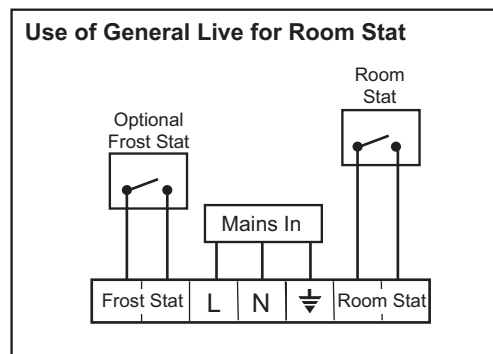 Use of General Live for Room Stat
Room
Stat
Optional
Frost Stat
Mains In
Frost Stat L N Room Stat